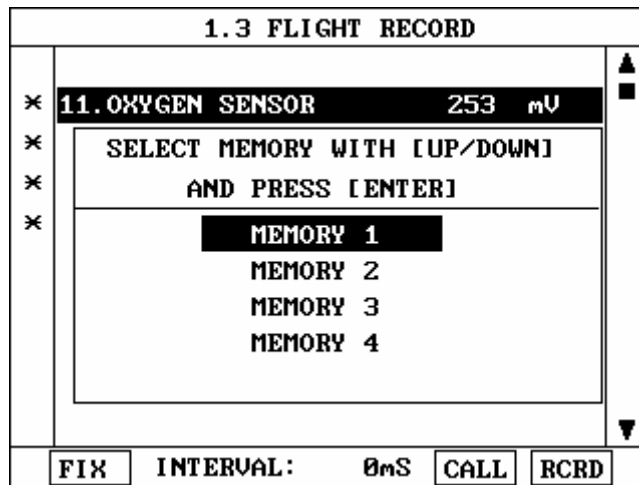 1.3 FLIGHT RECORD
* 11.OXYGEN SENSOR 253 mV
* SELECT MEMORY WITH [UP/DOWN]
* AND PRESS [ENTER]
* MEMORY 1
MEMORY 2
MEMORY 3
MEMORY 4
FIX INTERVAL: 0mS CALL RCRD